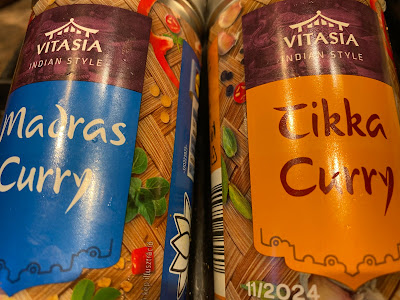 VITASIA
INDIAN STYLE
Madras
Curry
VITASIA
INDIAN STYLE
Tikka
Curry
11/2024